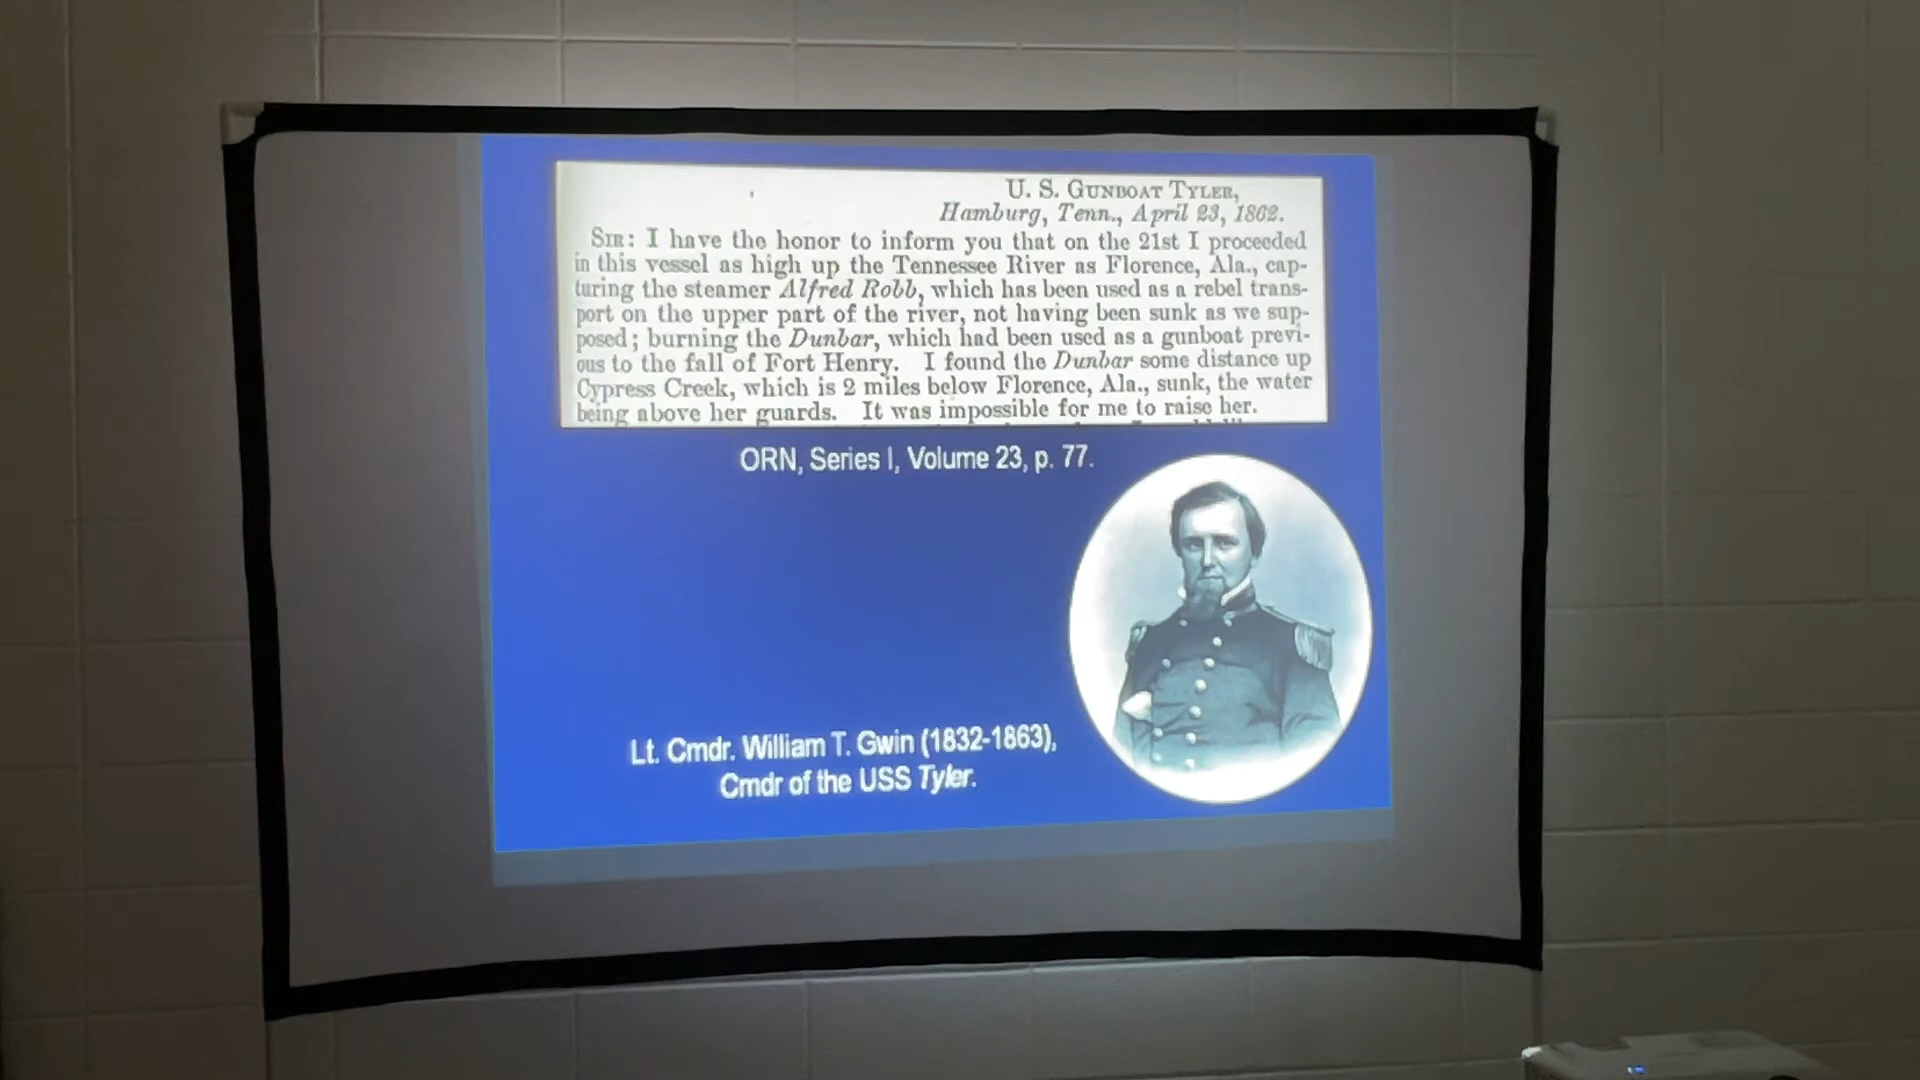 U. S. GUNBOAT TYLER,
Hamburg, Tenn., April 23, 1862.
SIR: I have the honor to inform you that on the 21st I proceeded
in this vessel as high up the Tennessee River as Florence, Ala., cap-
turing the steamer Alfred Robb, which has been used as a rebel trans-
port on the upper part of the river, not having been sunk as we sup-
posed; burning the Dunbar, which had been used as a gunboat previ-
ous to the fall of Fort Henry. I found the Dunbar some distance up
Cypress Creek, which is 2 miles below Florence, Ala., sunk, the water
being above her guards. It was impossible for me to raise her.
ORN, Series I, Volume 23, p. 77.
Lt. Cmdr. William T. Gwin (1832-1863),
Cmdr of the USS Tyler.